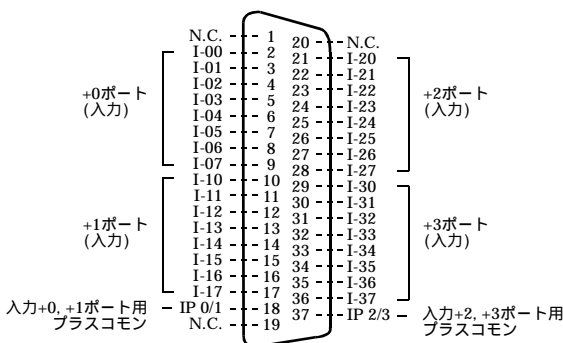 N.C. 1
I-00 2
I-01 3
I-02 4
I-03 5
I-04 6
I-05 7
I-06 8
I-07 9
I-10 10
I-11 11
I-12 12
I-13 13
I-14 14
I-15 15
I-16 16
I-17 17
IP 0/1 18
N.C. 19
+0ポート
(入力)
+1ポート
(入力)
入力+0, +1ポート用
プラスコモン
20 N.C.
21 I-20
22 I-21
23 I-22
24 I-23
25 I-24
26 I-25
27 I-26
28 I-27
29 I-30
30 I-31
31 I-32
32 I-33
33 I-34
34 I-35
35 I-36
36 I-37
37 IP 2/3
+2ポート
(入力)
+3ポート
(入力)
入力+2, +3ポート用
プラスコモン